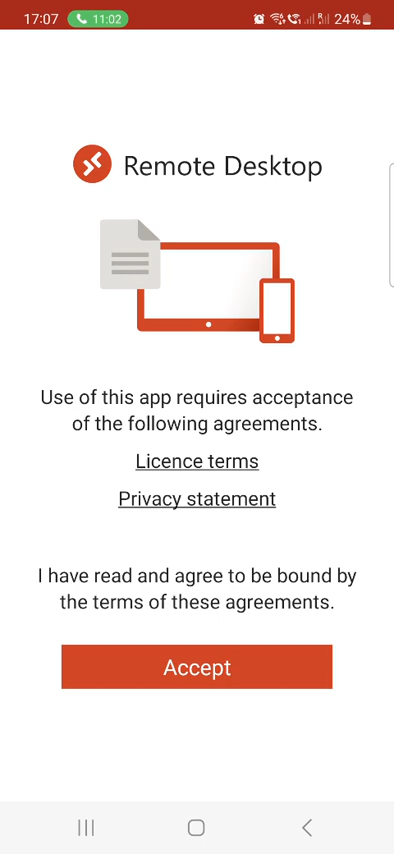 17:07 11:02 24%
Remote Desktop
Use of this app requires acceptance
of the following agreements.
Licence terms
Privacy statement
I have read and agree to be bound by
the terms of these agreements.
Accept